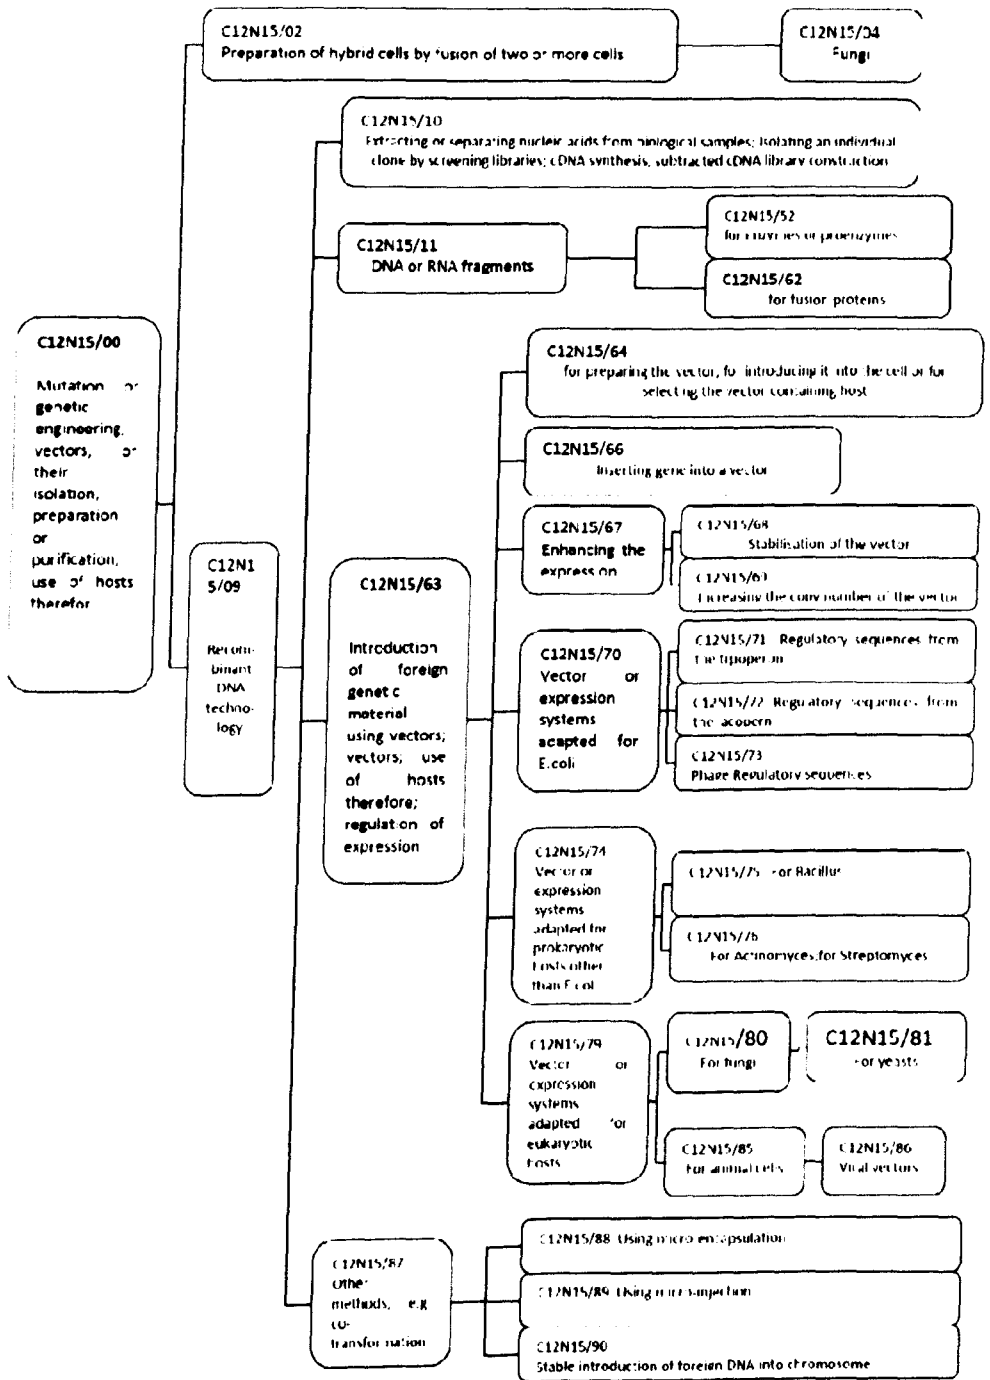 C12N15/02
Preparation of hybrid cells by fusion of two or more cells
C12N15/04
Fungi
C12N15/10
Extracting or separating nucleic acids from biological samples; Isolating an individual
clone by screening libraries; cDNA synthesis, subtracted cDNA library construction
C12N15/11
DNA or RNA fragments
C12N15/52
for enzymes or proenzymes
C12N15/62
for fusion proteins
C12N15/00
Mutation or
genetic
engineering,
vectors, or
their
isolation,
preparation
or
purification,
use of hosts
therefor
C12N1
5/09
Recom-
binant
DNA
techno-
logy
C12N15/63
Introduction
of foreign
genetic
material
using vectors;
vectors; use
of hosts
therefore;
regulation of
expression
C12N15/64
for preparing the vector, for introducing it into the cell or for
selecting the vector containing host
C12N15/66
Inserting gene into a vector
C12N15/67
Enhancing the
expression
C12N15/68
Stabilisation of the vector
C12N15/69
Increasing the copy number of the vector
C12N15/70
Vector or
expression
systems
adapted for
E.coli
C12N15/71 Regulatory sequences from
the
C12N15/72 Regulatory sequences from
the
C12N15/73
Phage Regulatory sequences
C12N15/74
Vector or
expression
systems
adapted for
prokaryotic
hosts other
than E.coli
C12N15/75 For Bacillus
C12N15/76
For Actinomyces;for Streptomyces
C12N15/79
Vector or
expression
systems
adapted for
eukaryotic
hosts
C12N15/80
For fungi
C12N15/81
For yeasts
C12N15/85
For animal cells
C12N15/86
Viral vectors
C12N15/87
Other
methods, e.g
co-
transformation
C12N15/88 Using micro encapsulation
C12N15/89 Using micro-injection
C12N15/90
Stable introduction of foreign DNA into chromosome